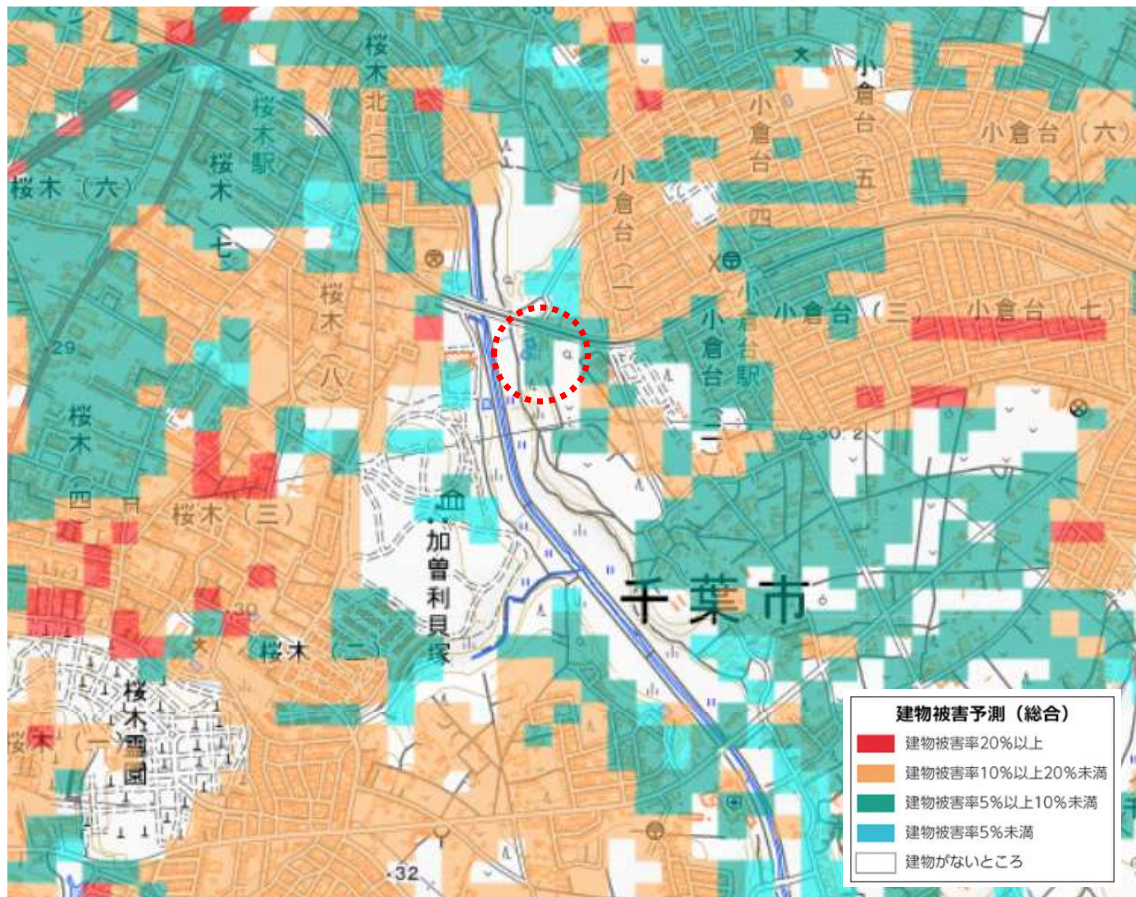 桜木北(一)
小倉台(五)
小倉台(四)
小倉台(六)
桜木駅
桜木(六)
桜木(七)
小倉台(一)
桜木(八)
小倉台(三)
小倉台(七)
小倉台駅
小倉台(二)
・29
桜木(四)
30.2
桜木(三)
加曽利貝塚
千葉市
・30
桜木(二)
桜木霊園
桜木(一)
・32
建物被害予測(総合)
建物被害率20%以上
建物被害率10%以上20%未満
建物被害率5%以上10%未満
建物被害率5%未満
建物がないところ